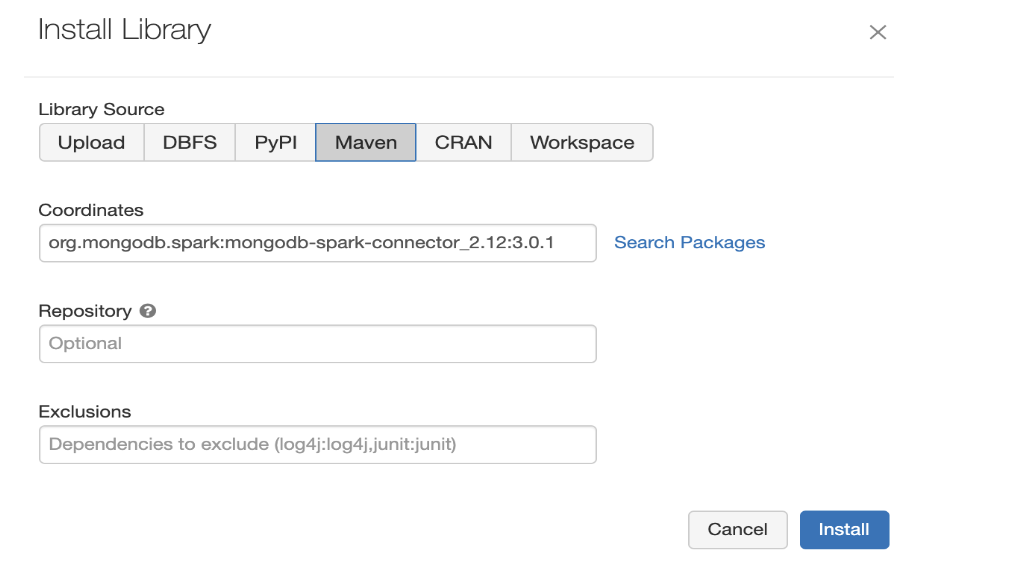 Install Library
Library Source
Upload DBFS PyPI Maven CRAN Workspace
Coordinates
org.mongodb.spark:mongodb-spark-connector_2.12:3.0.1 Search Packages
Repository ?
Optional
Exclusions
Dependencies to exclude (log4j:log4j,junit:junit)
Cancel Install